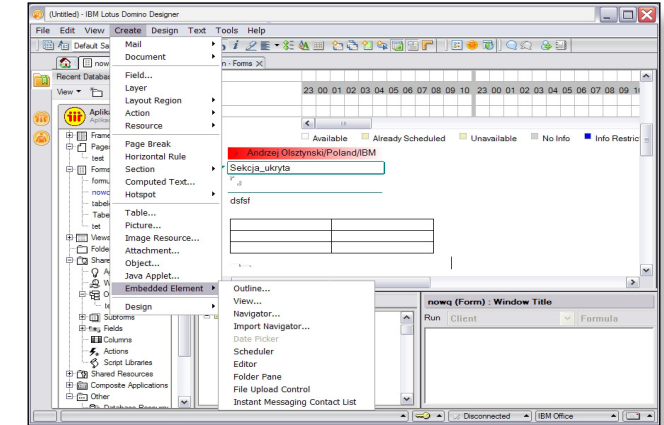 (Untitled) - IBM Lotus Domino Designer
File Edit View Create Design Text Tools Help
Default Sa
now
n - Forms
Recent Databas
View
Aplika
Aplikac
Frame
Page
test
Forms
formu
nowq
tabel
Tabe
tet
Views
Folde
Share
Subforms
Fields
Columns
Actions
Script Libraries
Shared Resources
Composite Applications
Other
Mail
Document
Field...
Layer
Layout Region
Action
Resource
Page Break
Horizontal Rule
Section
Computed Text...
Hotspot
Table...
Picture...
Image Resource...
Attachment...
Object...
Java Applet...
Embedded Element
Design
Outline...
View...
Navigator...
Import Navigator...
Date Picker
Scheduler
Editor
Folder Pane
File Upload Control
Instant Messaging Contact List
23 00 01 02 03 04 05 06 07 08 09 10 23 00 01 02 03 04 05 06 07 08 09 1
Available Already Scheduled Unavailable No Info Info Restric
Andrzej Olsztynski/Poland/IBM
Sekcja_ukryta
dsfsf
nowq (Form) : Window Title
Run Client Formula
Disconnected IBM Office